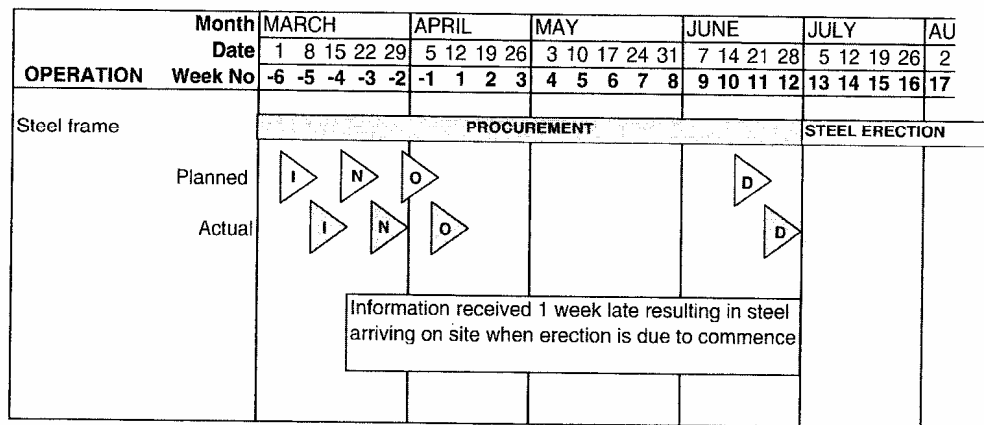 Month MARCH APRIL MAY JUNE JULY AU
Date 1 8 15 22 29 5 12 19 26 3 10 17 24 31 7 14 21 28 5 12 19 26 2
OPERATION Week No -6 -5 -4 -3 -2 -1 1 2 3 4 5 6 7 8 9 10 11 12 13 14 15 16 17
Steel frame PROCUREMENT STEEL ERECTION
Planned I N O D
Actual I N O D
Information received 1 week late resulting in steel
arriving on site when erection is due to commence